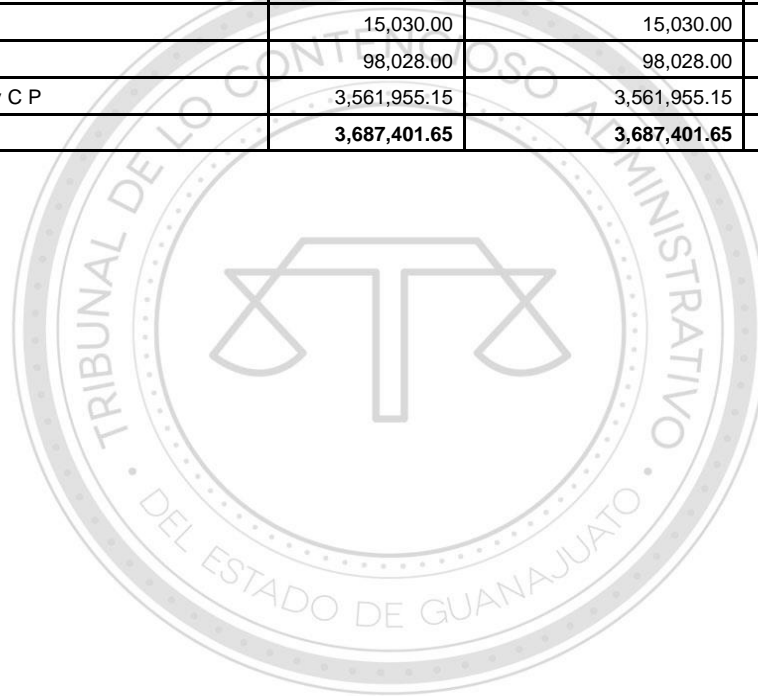 15,030.00 15,030.00
98,028.00 98,028.00
C P 3,561,955.15 3,561,955.15
3,687,401.65 3,687,401.65
TRIBUNAL DE LO CONTENCIOSO ADMINISTRATIVO
• DEL ESTADO DE GUANAJUATO •